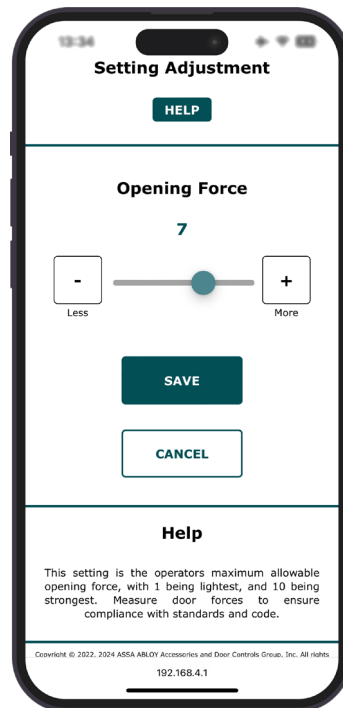 13:34
Setting Adjustment
HELP
Opening Force
7
-
+
Less
More
SAVE
CANCEL
Help
This setting is the operators maximum allowable
opening force, with 1 being lightest, and 10 being
strongest. Measure door forces to ensure
compliance with standards and code.
Copyright © 2022, 2024 ASSA ABLOY Accessories and Door Controls Group, Inc. All rights
192.168.4.1